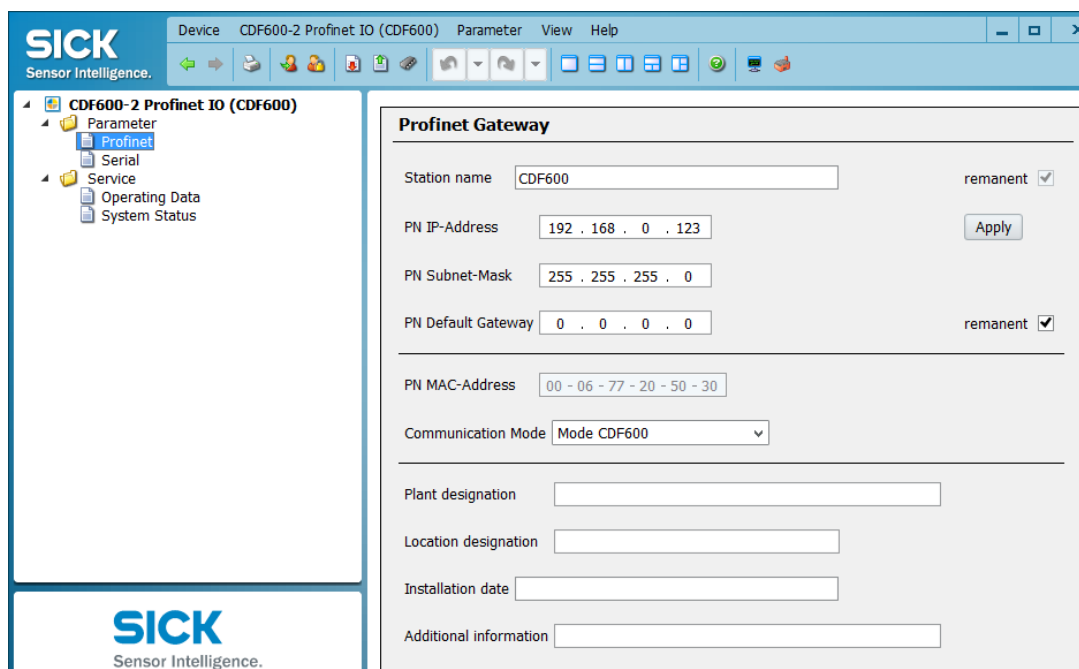 SICK
Sensor Intelligence.
Device CDF600-2 Profinet IO (CDF600) Parameter View Help
CDF600-2 Profinet IO (CDF600)
Parameter
Profinet
Serial
Service
Operating Data
System Status
Profinet Gateway
Station name CDF600 remanent
PN IP-Address 192 . 168 . 0 . 123 Apply
PN Subnet-Mask 255 . 255 . 255 . 0
PN Default Gateway 0 . 0 . 0 . 0 remanent
PN MAC-Address 00 - 06 - 77 - 20 - 50 - 30
Communication Mode Mode CDF600
Plant designation
Location designation
Installation date
Additional information
SICK
Sensor Intelligence.